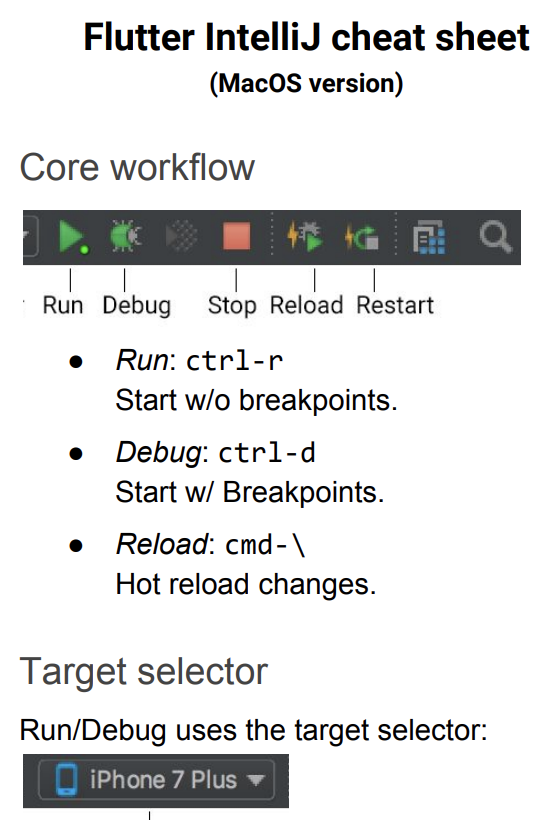 Flutter IntelliJ cheat sheet
(MacOS version)
Core workflow
Run Debug Stop Reload Restart
● Run: ctrl-r
Start w/o breakpoints.
● Debug: ctrl-d
Start w/ Breakpoints.
● Reload: cmd-\
Hot reload changes.
Target selector
Run/Debug uses the target selector:
iPhone 7 Plus